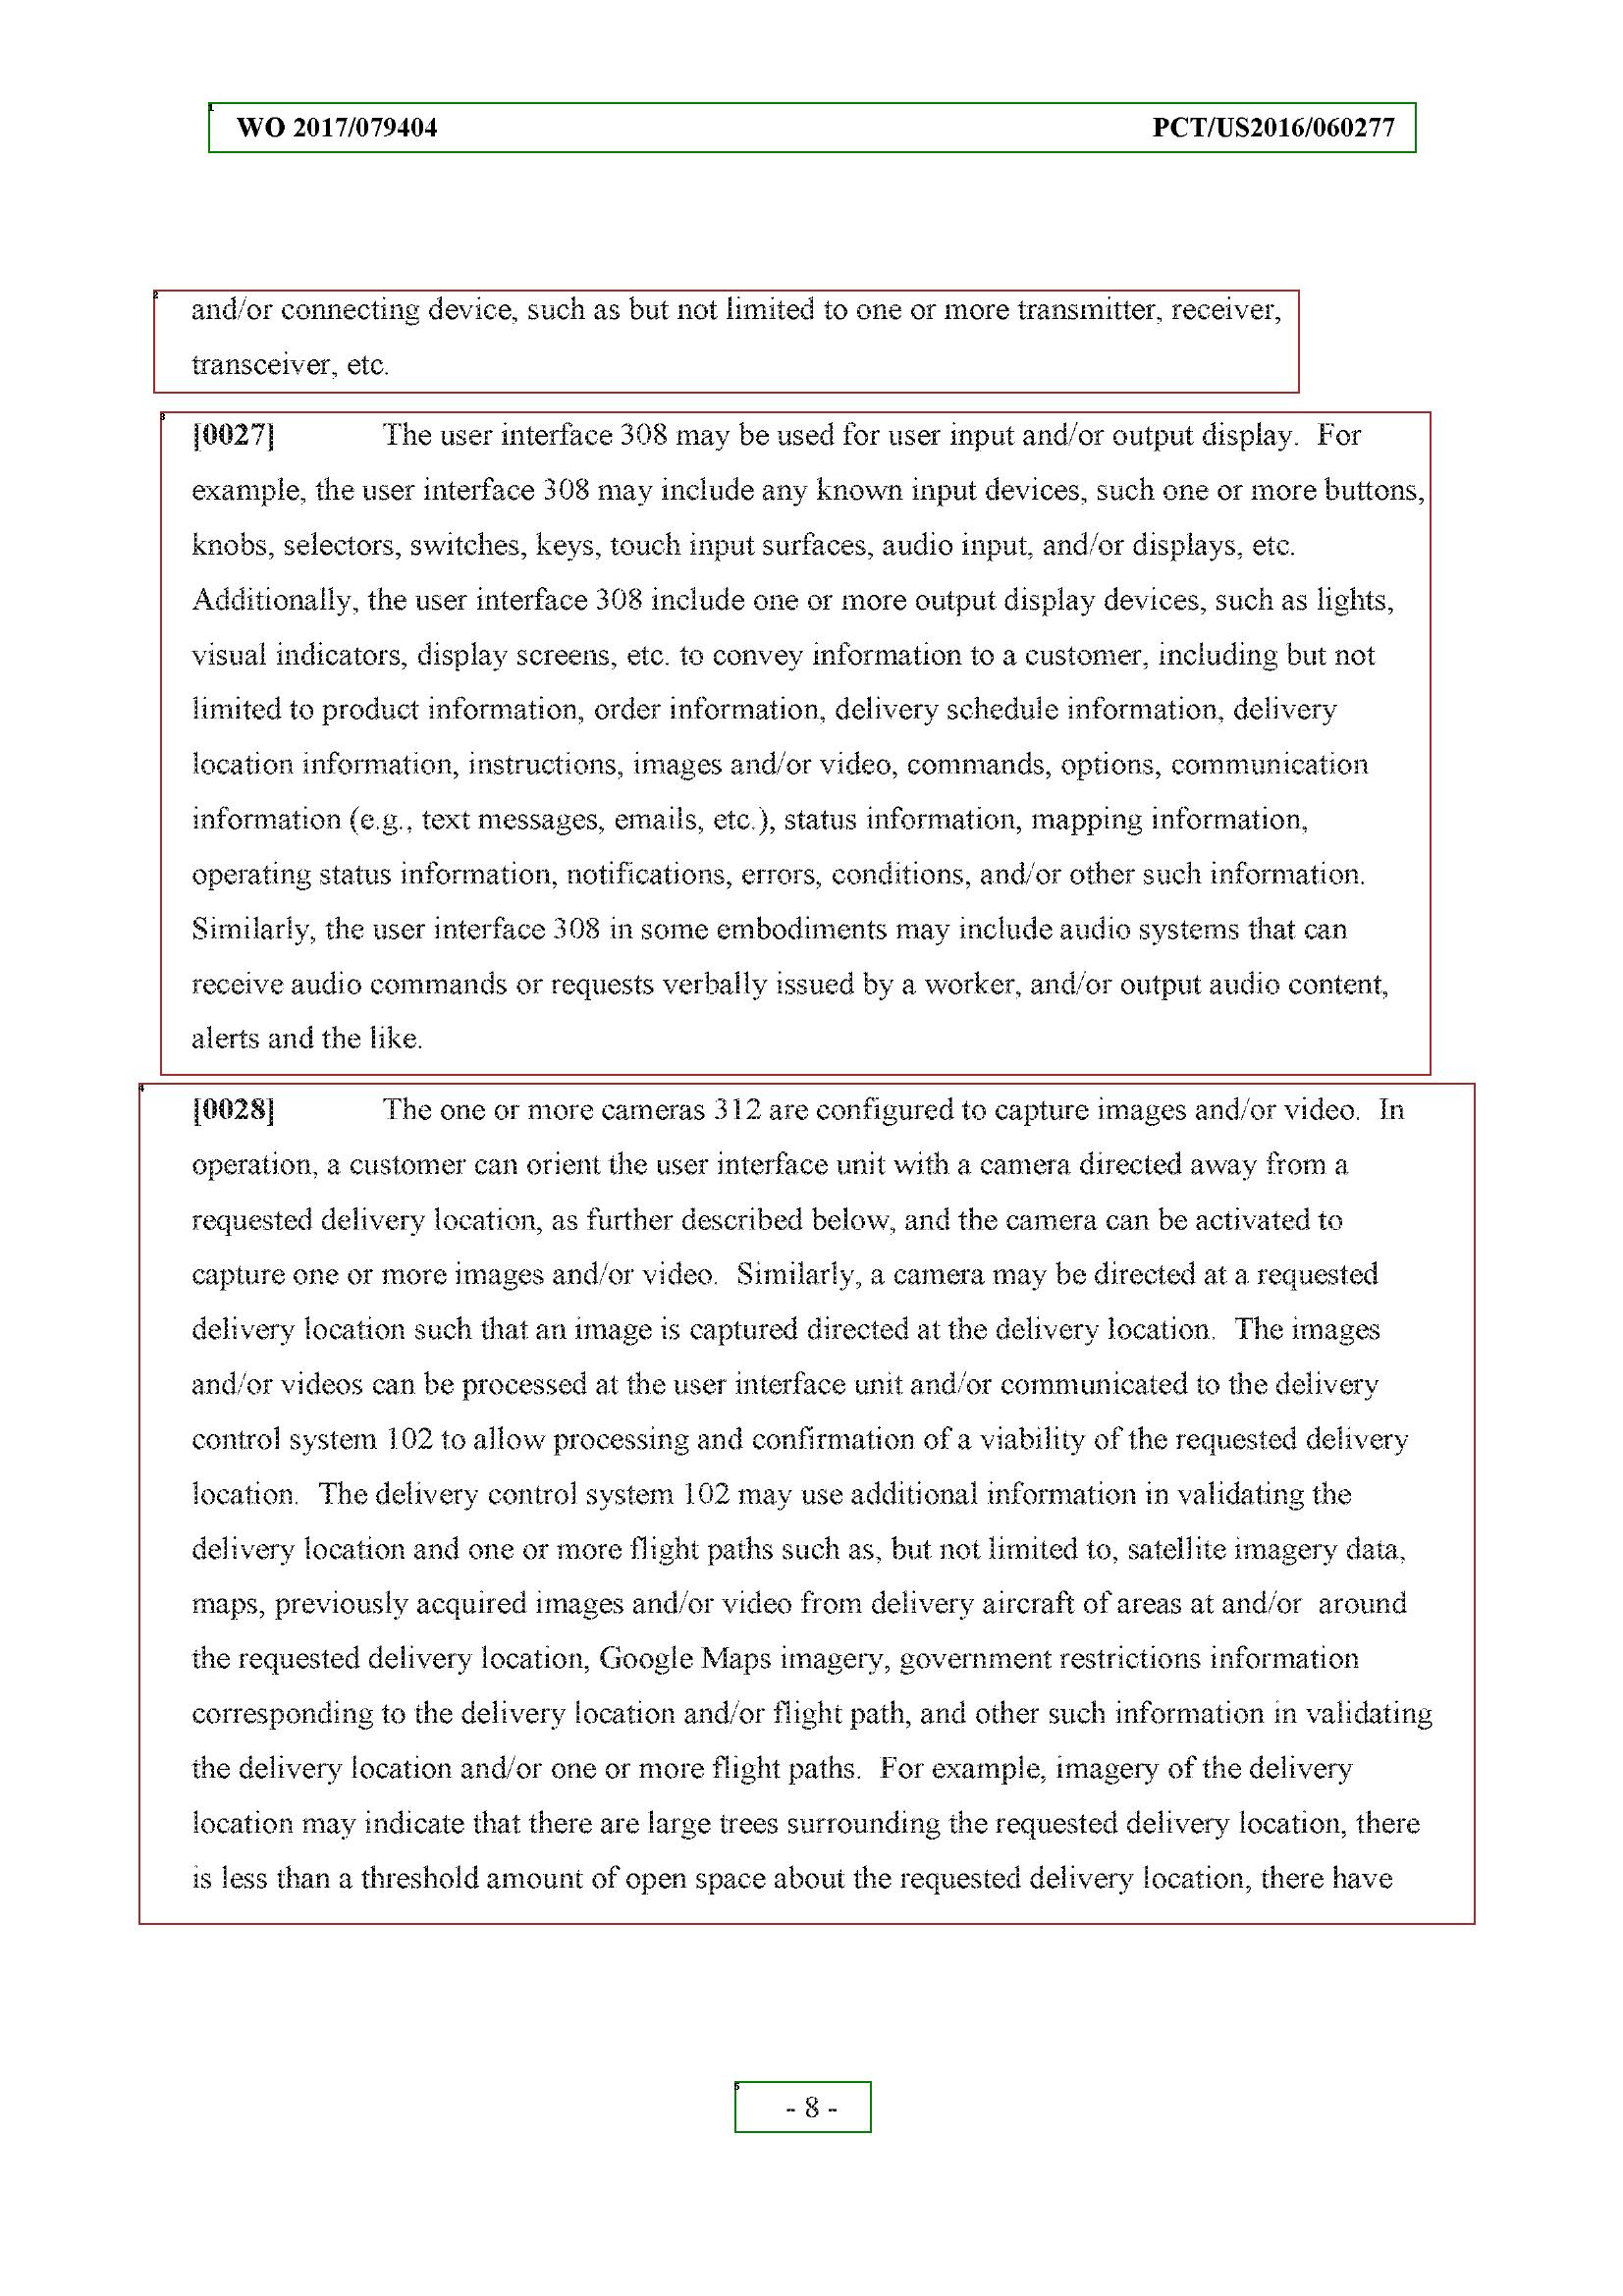 WO 2017/079404 PCT/US2016/060277
and/or connecting device, such as but not limited to one or more transmitter, receiver,
transceiver, etc.
[0027] The user interface 308 may be used for user input and/or output display. For
example, the user interface 308 may include any known input devices, such one or more buttons,
knobs, selectors, switches, keys, touch input surfaces, audio input, and/or displays, etc.
Additionally, the user interface 308 include one or more output display devices, such as lights,
visual indicators, display screens, etc. to convey information to a customer, including but not
limited to product information, order information, delivery schedule information, delivery
location information, instructions, images and/or video, commands, options, communication
information (e.g., text messages, emails, etc.), status information, mapping information,
operating status information, notifications, errors, conditions, and/or other such information.
Similarly, the user interface 308 in some embodiments may include audio systems that can
receive audio commands or requests verbally issued by a worker, and/or output audio content,
alerts and the like.
[0028] The one or more cameras 312 are configured to capture images and/or video. In
operation, a customer can orient the user interface unit with a camera directed away from a
requested delivery location, as further described below, and the camera can be activated to
capture one or more images and/or video. Similarly, a camera may be directed at a requested
delivery location such that an image is captured directed at the delivery location. The images
and/or videos can be processed at the user interface unit and/or communicated to the delivery
control system 102 to allow processing and confirmation of a viability of the requested delivery
location. The delivery control system 102 may use additional information in validating the
delivery location and one or more flight paths such as, but not limited to, satellite imagery data,
maps, previously acquired images and/or video from delivery aircraft of areas at and/or around
the requested delivery location, Google Maps imagery, government restrictions information
corresponding to the delivery location and/or flight path, and other such information in validating
the delivery location and/or one or more flight paths. For example, imagery of the delivery
location may indicate that there are large trees surrounding the requested delivery location, there
is less than a threshold amount of open space about the requested delivery location, there have
- 8 -